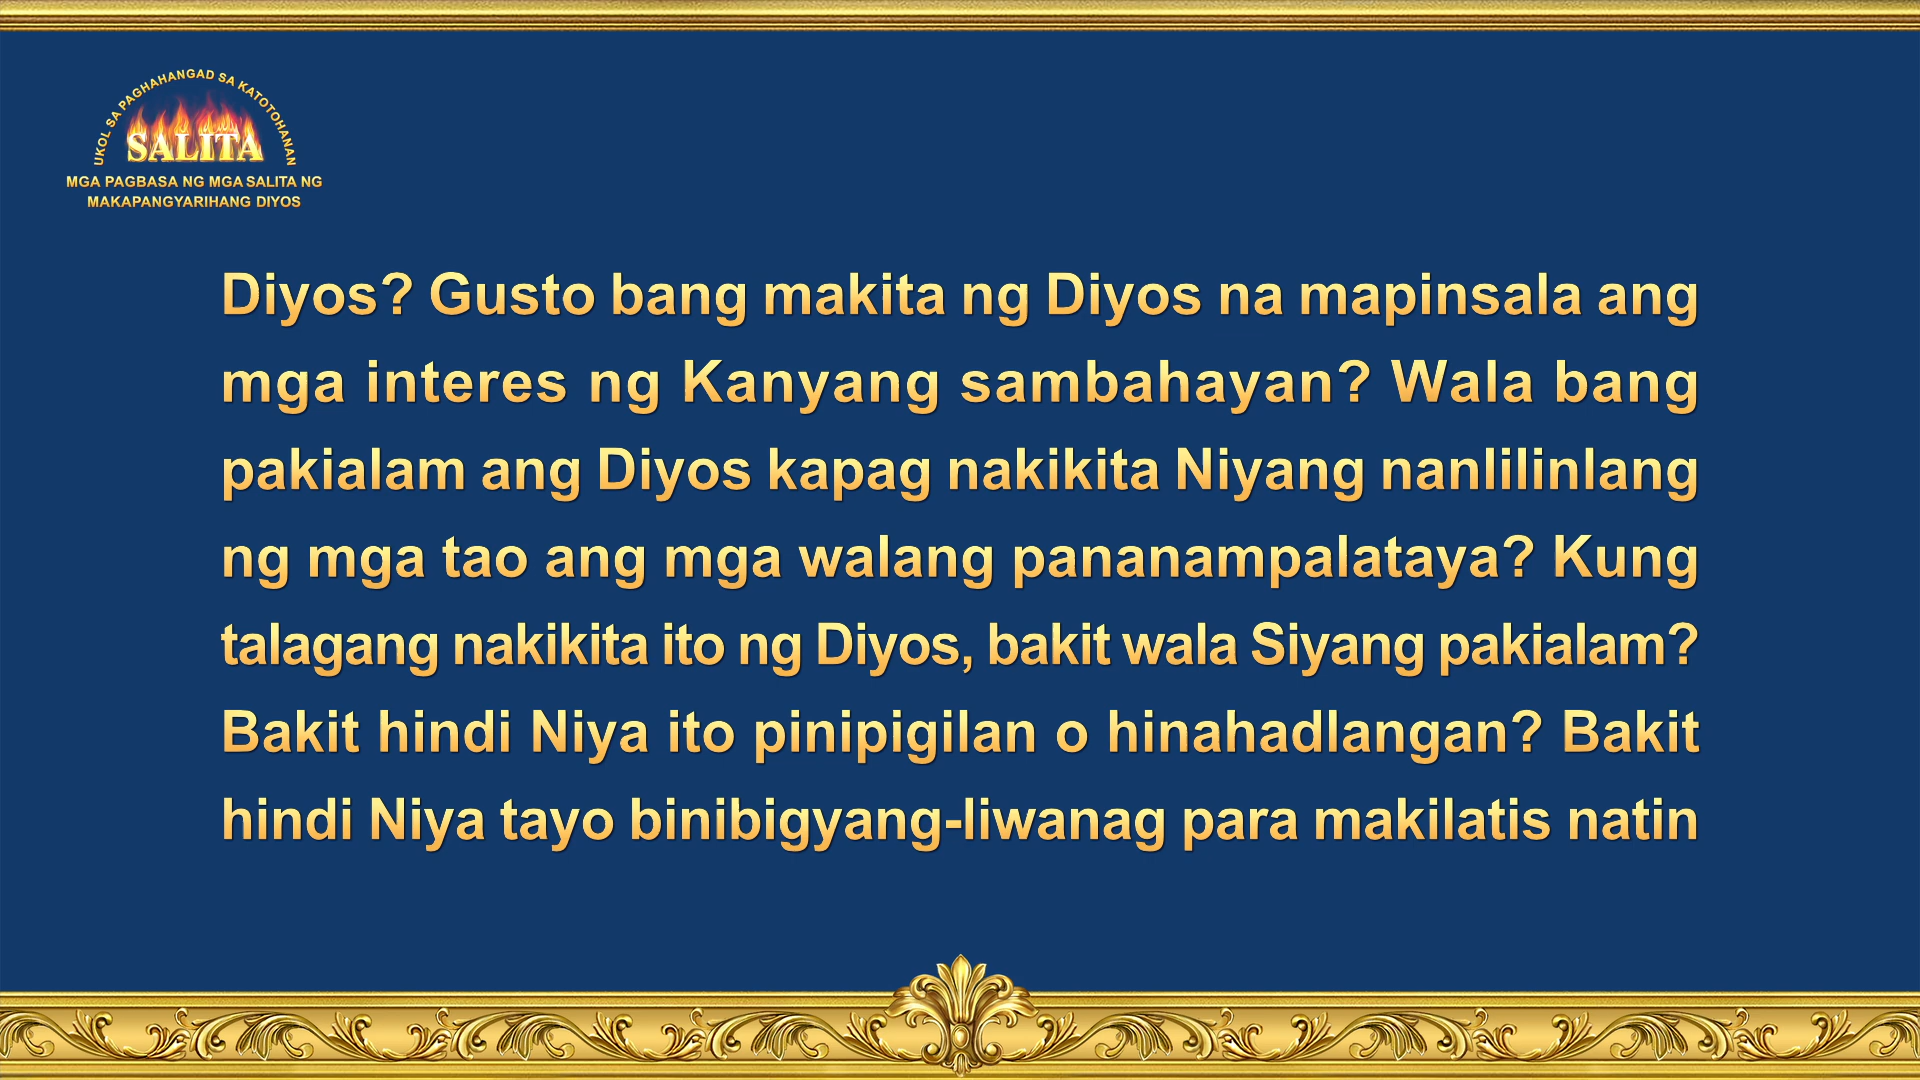 UKOL SA PAGHAHANGAD SA KATOTOHANAN
SALITA
MGA PAGBASA NG MGA SALITA NG
MAKAPANGYARIHANG DIYOS
Diyos? Gusto bang makita ng Diyos na mapinsala ang
mga interes ng Kanyang sambahayan? Wala bang
pakialam ang Diyos kapag nakikita Niyang nanlilinlang
ng mga tao ang mga walang pananampalataya? Kung
talagang nakikita ito ng Diyos, bakit wala Siyang pakialam?
Bakit hindi Niya ito pinipigilan o hinahadlangan? Bakit
hindi Niya tayo binibigyang-liwanag para makilatis natin